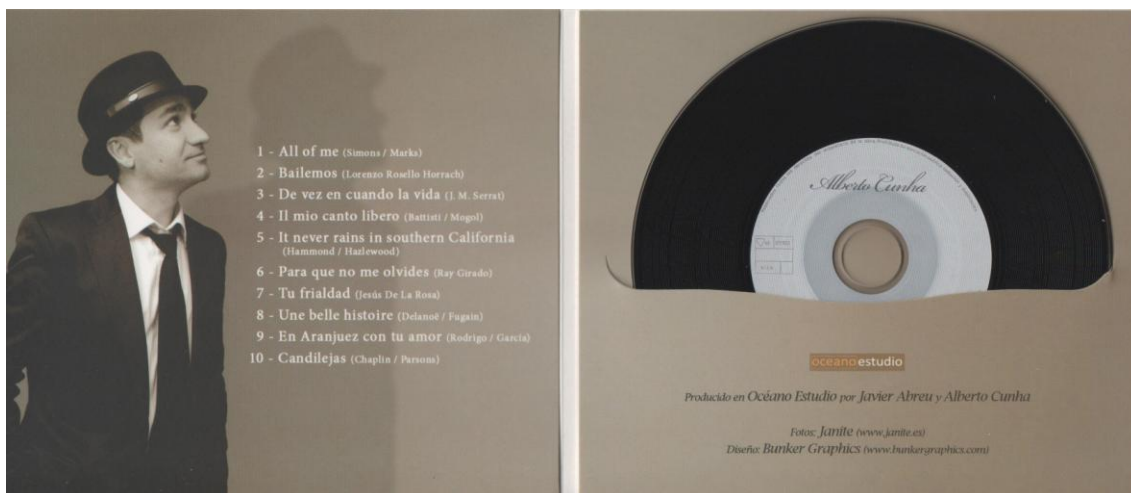 1 - All of me (Simons / Marks)
2 - Bailemos (Lorenzo Rosello Horrach)
3 - De vez en cuando la vida (J. M. Serrat)
4 - Il mio canto libero (Battisti / Mogol)
5 - It never rains in southern California
(Hammond / Hazlewood)
6 - Para que no me olvides (Ray Girado)
7 - Tu frialdad (Jesús De La Rosa)
8 - Une belle histoire (Delanoë / Fugain)
9 - En Aranjuez con tu amor (Rodrigo / García)
10 - Candilejas (Chaplin / Parsons)
Alberto Cunha
oceanoestudio
Producido en Océano Estudio por Javier Abreu y Alberto Cunha
Fotos: Janite (www.janite.es)
Diseño: Bunker Graphics (www.bunkergraphics.com)